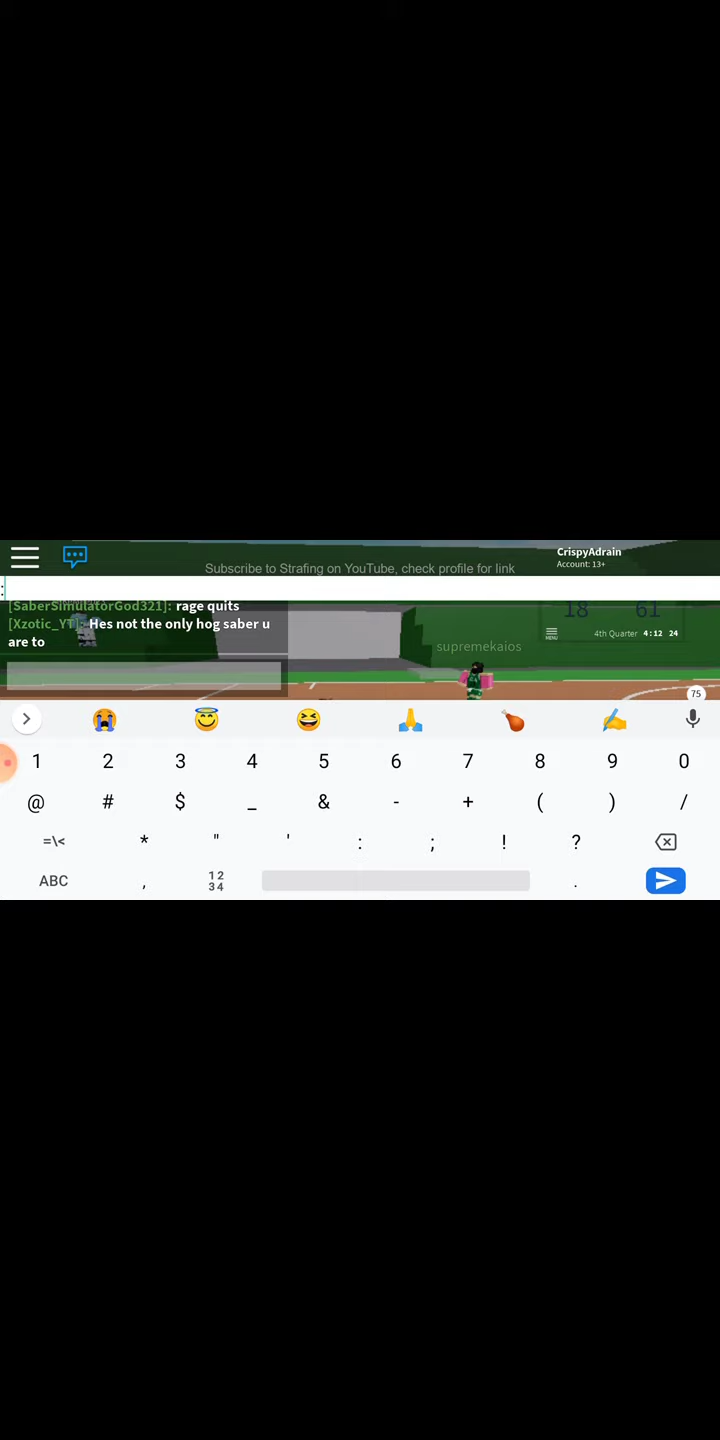 CrispyAdrain
Account: 13+
Subscribe to Strafing on YouTube, check profile for link
:
[SaberSimulatorGod321]: rage quits
[Xzotic_YT]: Hes not the only hog saber u
are to
18 61
MENU
4th Quarter 4:12 24
supremekaios
75
1 2 3 4 5 6 7 8 9 0
@ # $ _ & - + ( ) /
=\< * " ' : ; ! ?
ABC , 12 34 .